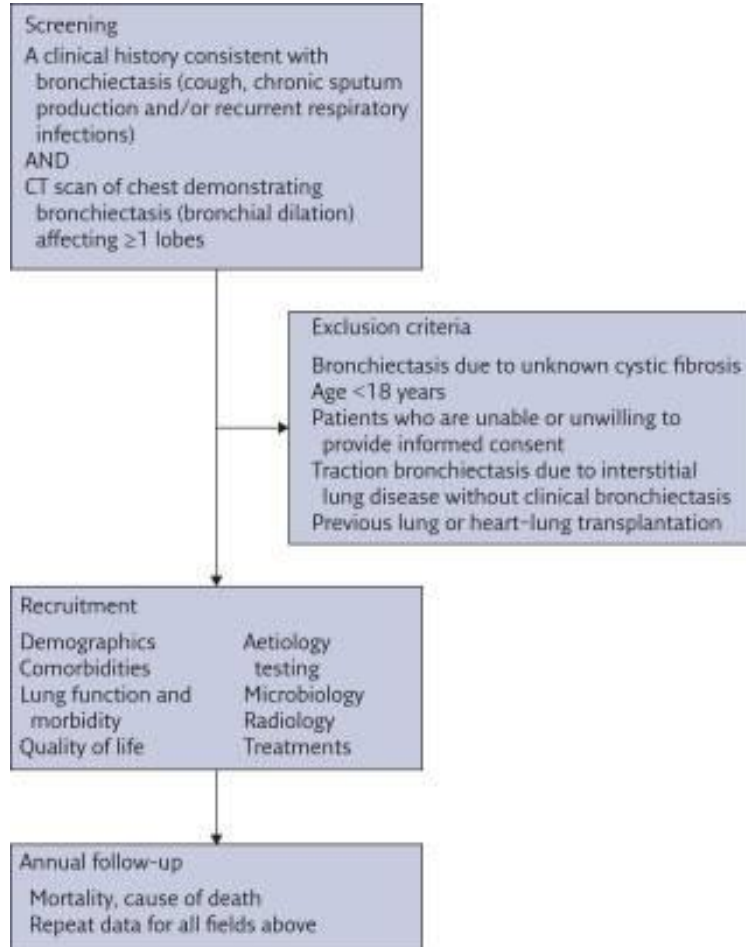 Screening
A clinical history consistent with
bronchiectasis (cough, chronic sputum
production and/or recurrent respiratory
infections)
AND
CT scan of chest demonstrating
bronchiectasis (bronchial dilation)
affecting ≥1 lobes
Exclusion criteria
Bronchiectasis due to unknown cystic fibrosis
Age <18 years
Patients who are unable or unwilling to
provide informed consent
Traction bronchiectasis due to interstitial
lung disease without clinical bronchiectasis
Previous lung or heart–lung transplantation
Recruitment
Demographics
Comorbidities
Lung function and
morbidity
Quality of life
Aetiology
testing
Microbiology
Radiology
Treatments
Annual follow-up
Mortality, cause of death
Repeat data for all fields above